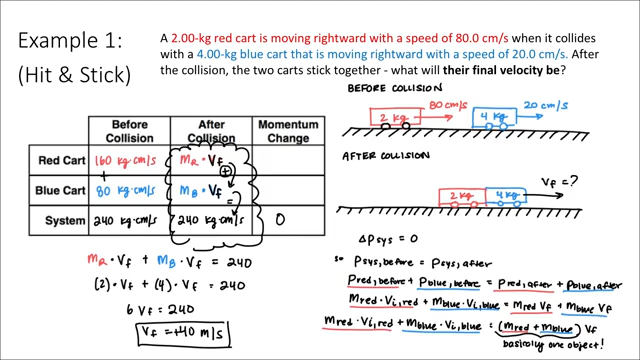 Example 1:
(Hit & Stick)
A 2.00-kg red cart is moving rightward with a speed of 80.0 cm/s when it collides
with a 4.00-kg blue cart that is moving rightward with a speed of 20.0 cm/s. After
the collision, the two carts stick together - what will their final velocity be?
BEFORE COLLISION
80 cm/s
20 cm/s
2 kg
4 kg
AFTER COLLISION
2 kg
4 kg
Vf = ?
Before Collision
After Collision
Momentum Change
Red Cart 160 kg·cm/s mR · Vf
+ +
Blue Cart 80 kg·cm/s mB · Vf
=
System 240 kg·cm/s 240 kg·cm/s 0
mR · Vf + mB · Vf = 240
(2) · Vf + (4) · Vf = 240
6 Vf = 240
Vf = +40 m/s
Δpsys = 0
so psys, before = psys, after
pred, before + pblue, before = pred, after + pblue, after
mred · Vi, red + mblue · Vi, blue = mred Vf + mblue Vf
mred · Vi, red + mblue · Vi, blue = (mred + mblue) Vf
basically one object!